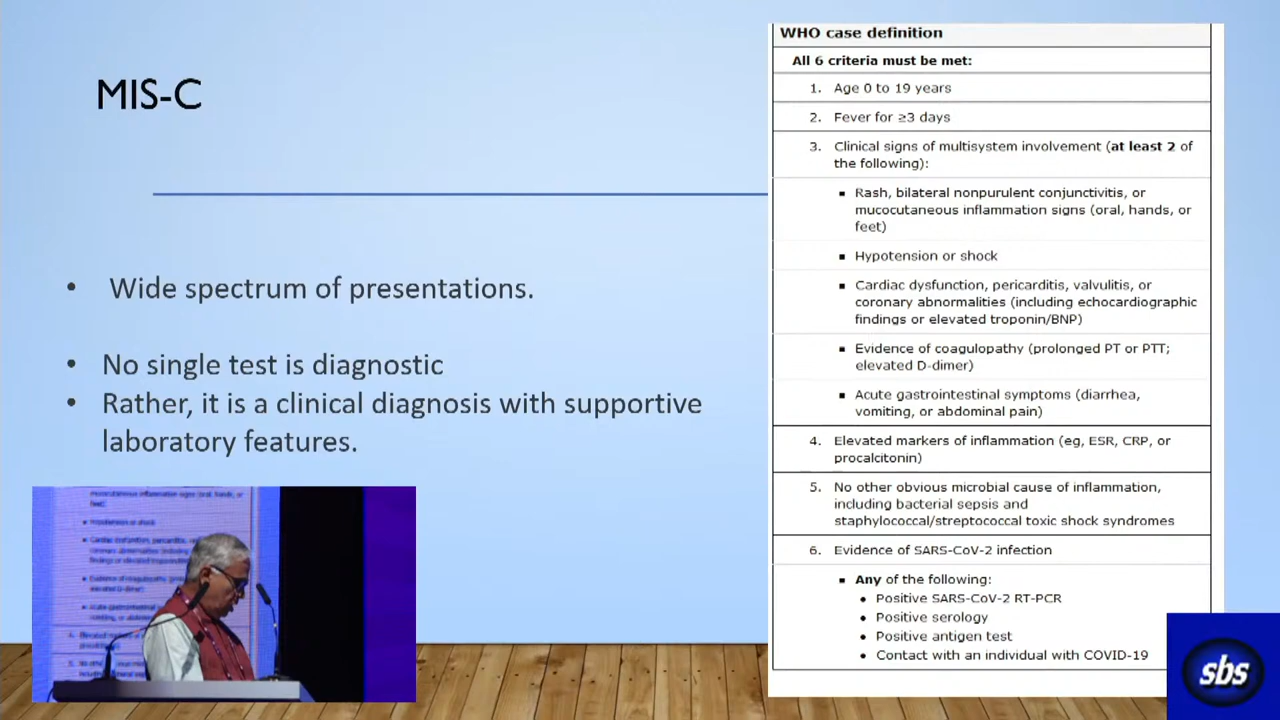 MIS-C
• Wide spectrum of presentations.
• No single test is diagnostic
• Rather, it is a clinical diagnosis with supportive
laboratory features.
WHO case definition
All 6 criteria must be met:
1. Age 0 to 19 years
2. Fever for ≥3 days
3. Clinical signs of multisystem involvement (at least 2 of
the following):
▪ Rash, bilateral nonpurulent conjunctivitis, or
mucocutaneous inflammation signs (oral, hands, or
feet)
▪ Hypotension or shock
▪ Cardiac dysfunction, pericarditis, valvulitis, or
coronary abnormalities (including echocardiographic
findings or elevated troponin/BNP)
▪ Evidence of coagulopathy (prolonged PT or PTT;
elevated D-dimer)
▪ Acute gastrointestinal symptoms (diarrhea,
vomiting, or abdominal pain)
4. Elevated markers of inflammation (eg, ESR, CRP, or
procalcitonin)
5. No other obvious microbial cause of inflammation,
including bacterial sepsis and
staphylococcal/streptococcal toxic shock syndromes
6. Evidence of SARS-CoV-2 infection
▪ Any of the following:
• Positive SARS-CoV-2 RT-PCR
• Positive serology
• Positive antigen test
• Contact with an individual with COVID-19
sbs